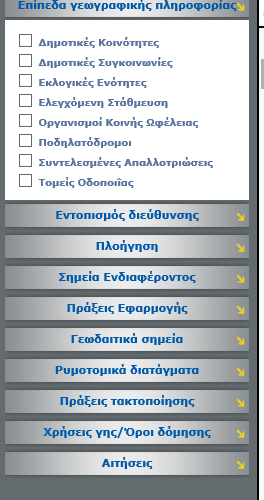 Επίπεδα γεωγραφικής πληροφορίας
Δημοτικές Κοινότητες
Δημοτικές Συγκοινωνίες
Εκλογικές Ενότητες
Ελεγχόμενη Στάθμευση
Οργανισμοί Κοινής Ωφέλειας
Ποδηλατόδρομοι
Συντελεσμένες Απαλλοτριώσεις
Τομείς Οδοποιΐας
Εντοπισμός διεύθυνσης
Πλοήγηση
Σημεία Ενδιαφέροντος
Πράξεις Εφαρμογής
Γεωδαιτικά σημεία
Ρυμοτομικά διατάγματα
Πράξεις τακτοποίησης
Χρήσεις γης/Όροι δόμησης
Αιτήσεις